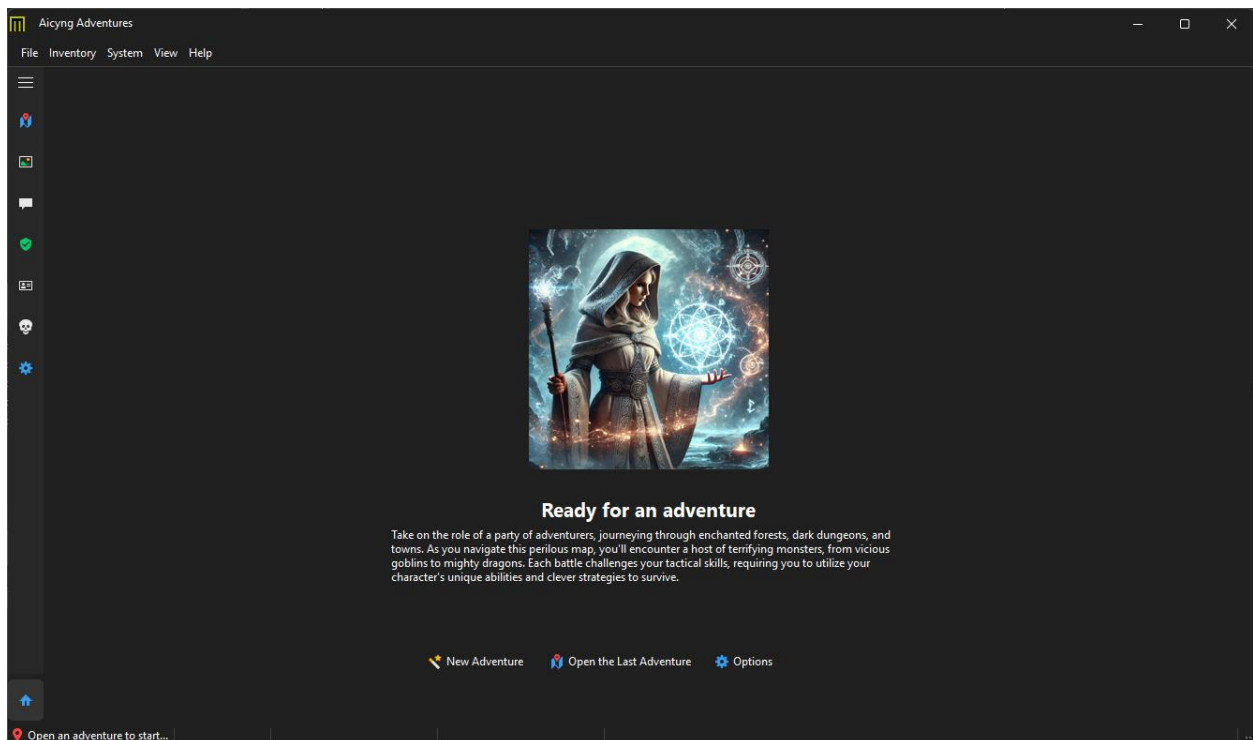 Aicyng Adventures
File Inventory System View Help
Ready for an adventure
Take on the role of a party of adventurers, journeying through enchanted forests, dark dungeons, and
towns. As you navigate this perilous map, you'll encounter a host of terrifying monsters, from vicious
goblins to mighty dragons. Each battle challenges your tactical skills, requiring you to utilize your
character's unique abilities and clever strategies to survive.
New Adventure Open the Last Adventure Options
Open an adventure to start...